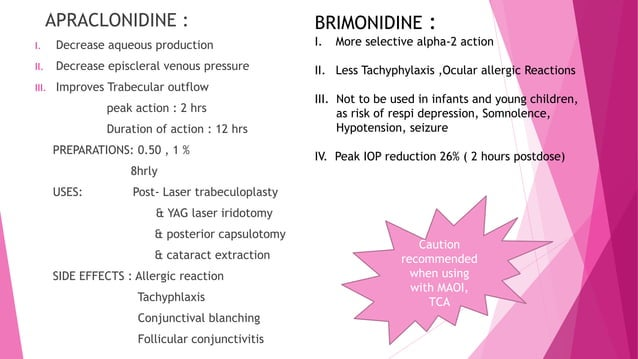 APRACLONIDINE :
I. Decrease aqueous production
II. Decrease episcleral venous pressure
III. Improves Trabecular outflow
peak action : 2 hrs
Duration of action : 12 hrs
PREPARATIONS: 0.50 , 1 %
8hrly
USES: Post- Laser trabeculoplasty
& YAG laser iridotomy
& posterior capsulotomy
& cataract extraction
SIDE EFFECTS : Allergic reaction
Tachyphlaxis
Conjunctival blanching
Follicular conjunctivitis
BRIMONIDINE :
I. More selective alpha-2 action
II. Less Tachyphylaxis ,Ocular allergic Reactions
III. Not to be used in infants and young children,
as risk of respi depression, Somnolence,
Hypotension, seizure
IV. Peak IOP reduction 26% ( 2 hours postdose)
Caution
recommended
when using
with MAOI,
TCA